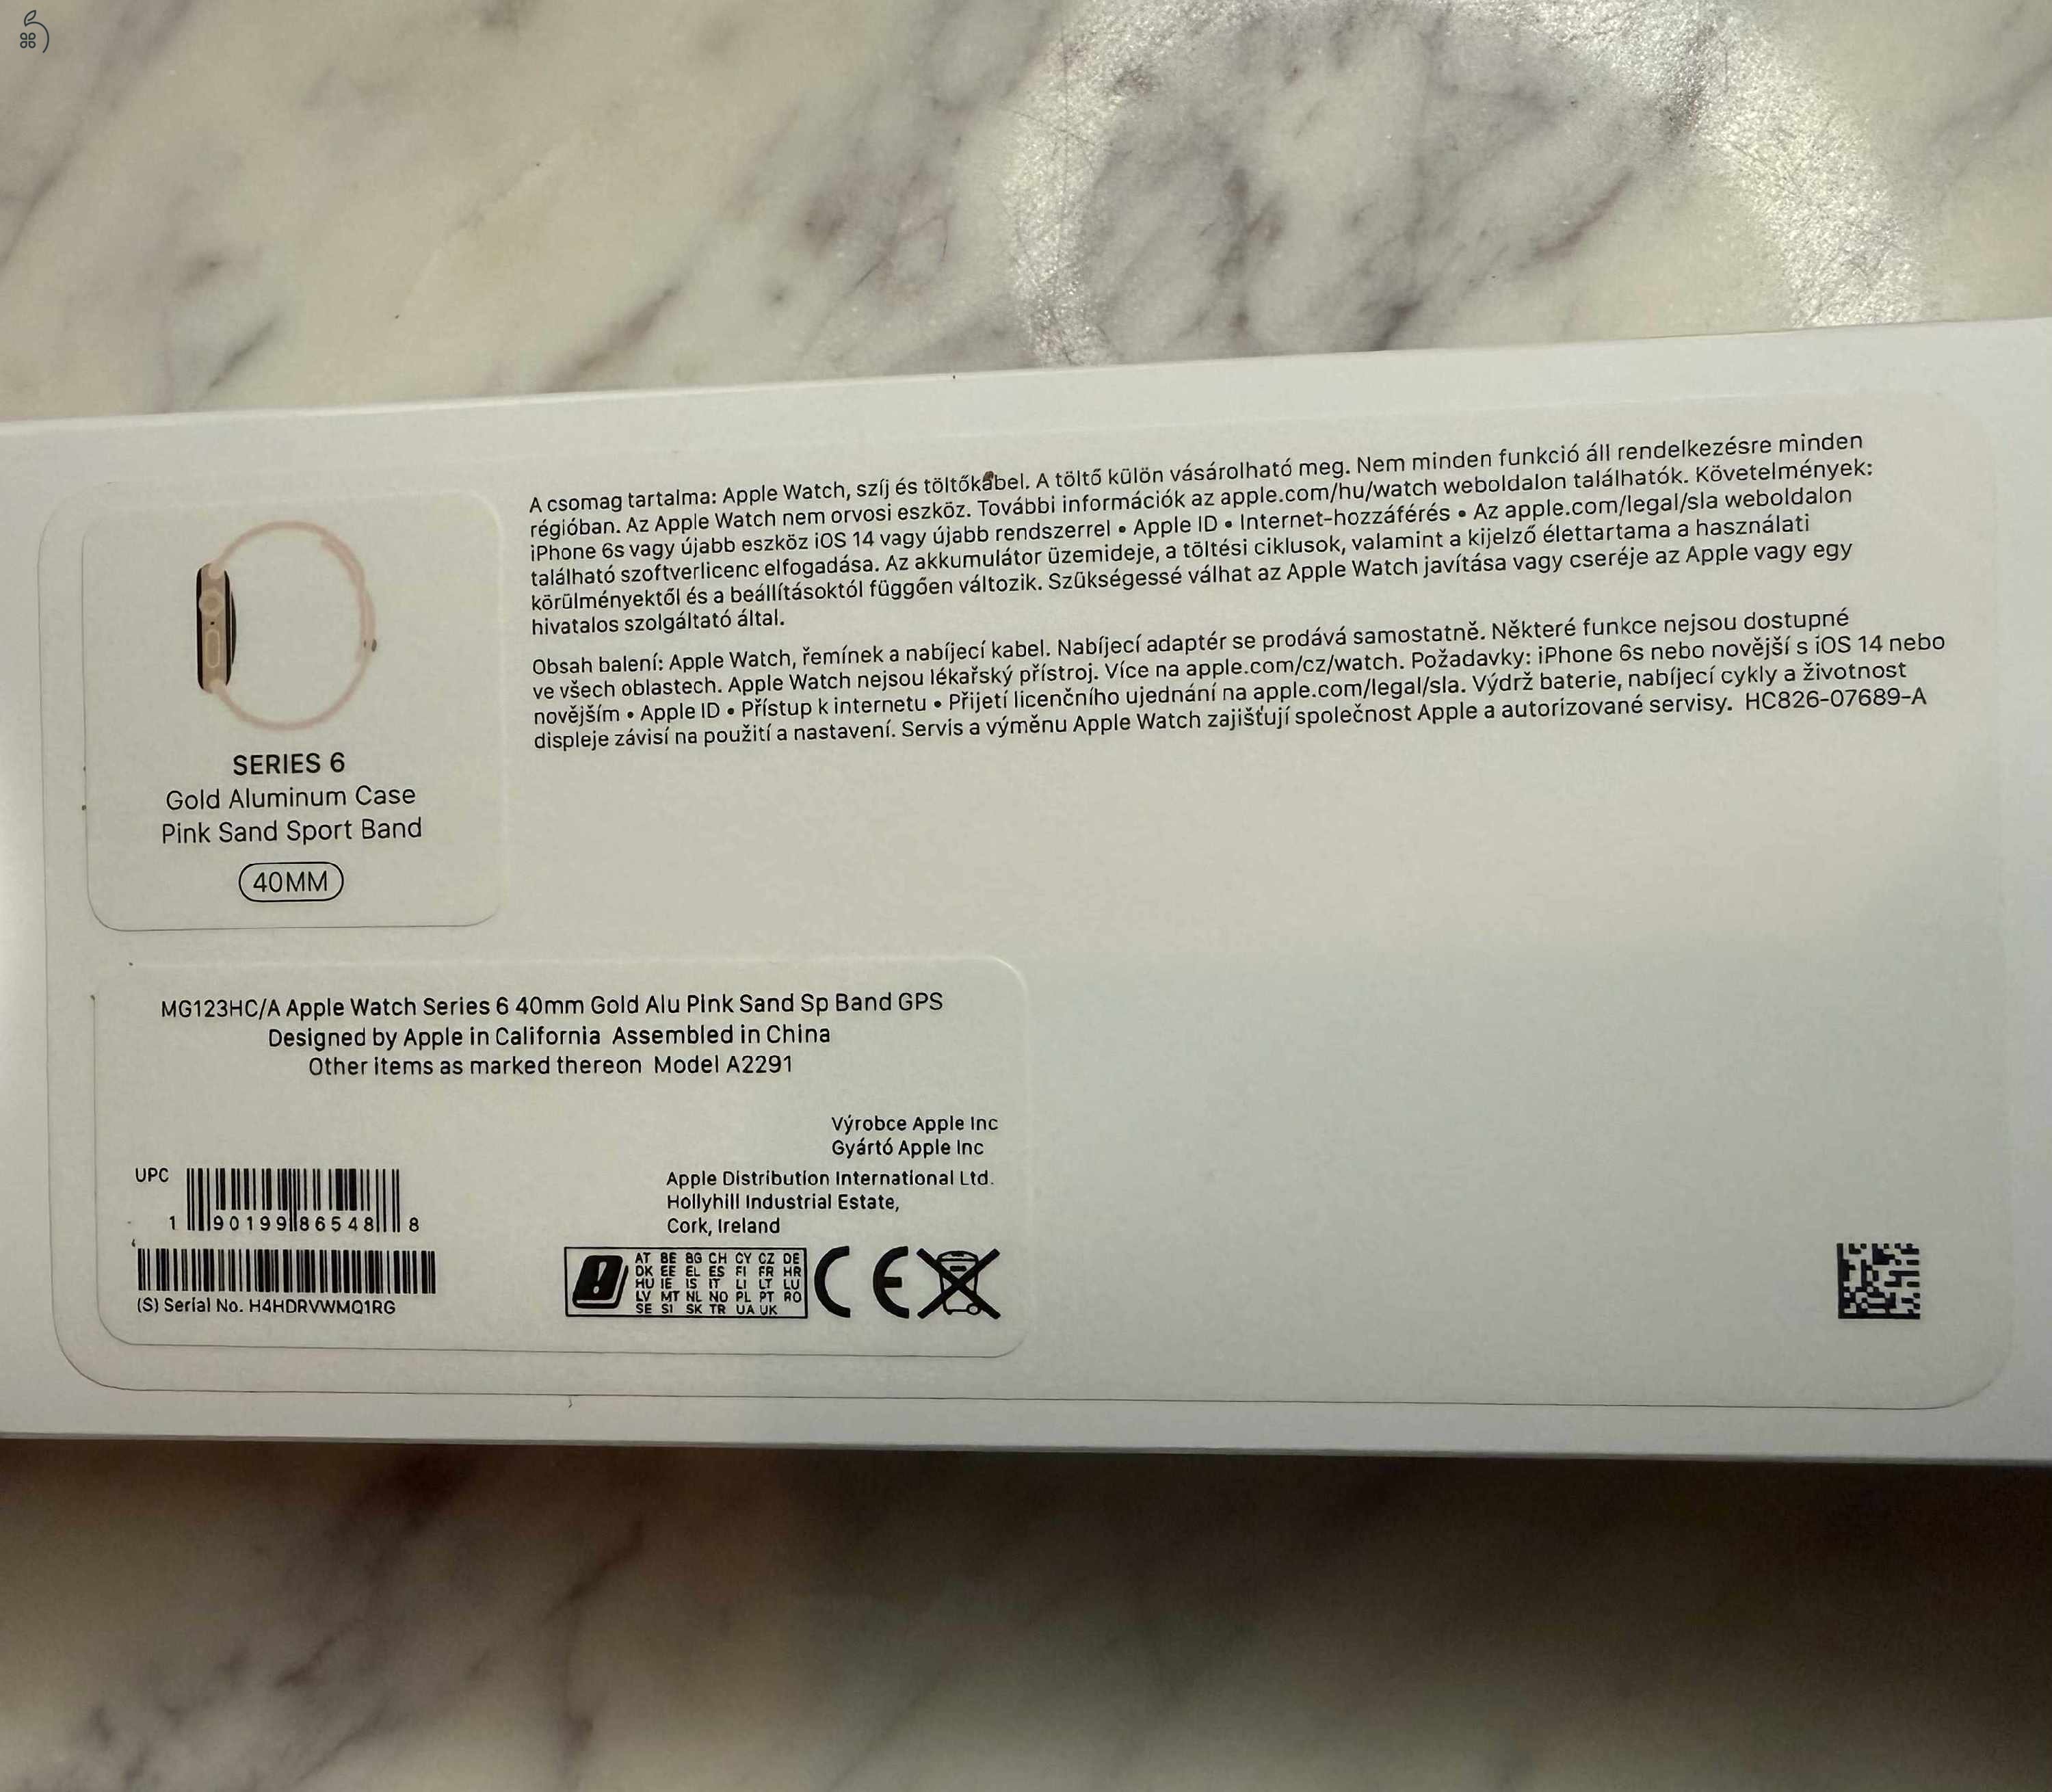 A csomag tartalma: Apple Watch, szíj és töltőkábel. A töltő külön vásárolható meg. Nem minden funkció áll rendelkezésre minden
régióban. Az Apple Watch nem orvosi eszköz. További információk az apple.com/hu/watch weboldalon találhatók. Követelmények:
iPhone 6s vagy újabb eszköz iOS 14 vagy újabb rendszerrel • Apple ID • Internet-hozzáférés • Az apple.com/legal/sla weboldalon
található szoftverlicenc elfogadása. Az akkumulátor üzemideje, a töltési ciklusok, valamint a kijelző élettartama a használati
körülményektől és a beállításoktól függően változik. Szükségessé válhat az Apple Watch javítása vagy cseréje az Apple vagy egy
hivatalos szolgáltató által.
Obsah balení: Apple Watch, řemínek a nabíjecí kabel. Nabíjecí adaptér se prodává samostatně. Některé funkce nejsou dostupné
ve všech oblastech. Apple Watch nejsou lékařský přístroj. Více na apple.com/cz/watch. Požadavky: iPhone 6s nebo novější s iOS 14 nebo
novějším • Apple ID • Přístup k internetu • Přijetí licenčního ujednání na apple.com/legal/sla. Výdrž baterie, nabíjecí cykly a životnost
displeje závisí na použití a nastavení. Servis a výměnu Apple Watch zajišťují společnost Apple a autorizované servisy. HC826-07689-A
SERIES 6
Gold Aluminum Case
Pink Sand Sport Band
40MM
MG123HC/A Apple Watch Series 6 40mm Gold Alu Pink Sand Sp Band GPS
Designed by Apple in California Assembled in China
Other items as marked thereon Model A2291
Výrobce Apple Inc
Gyártó Apple Inc
Apple Distribution International Ltd.
Hollyhill Industrial Estate,
Cork, Ireland
UPC
1 90199 86548 8
(S) Serial No. H4HDRVWMQ1RG
AT BE BG CH CY CZ DE
DK EE EL ES FI FR HR
HU IE IS IT LI LT LU
LV MT NL NO PL PT RO
SE SI SK TR UA UK
CE